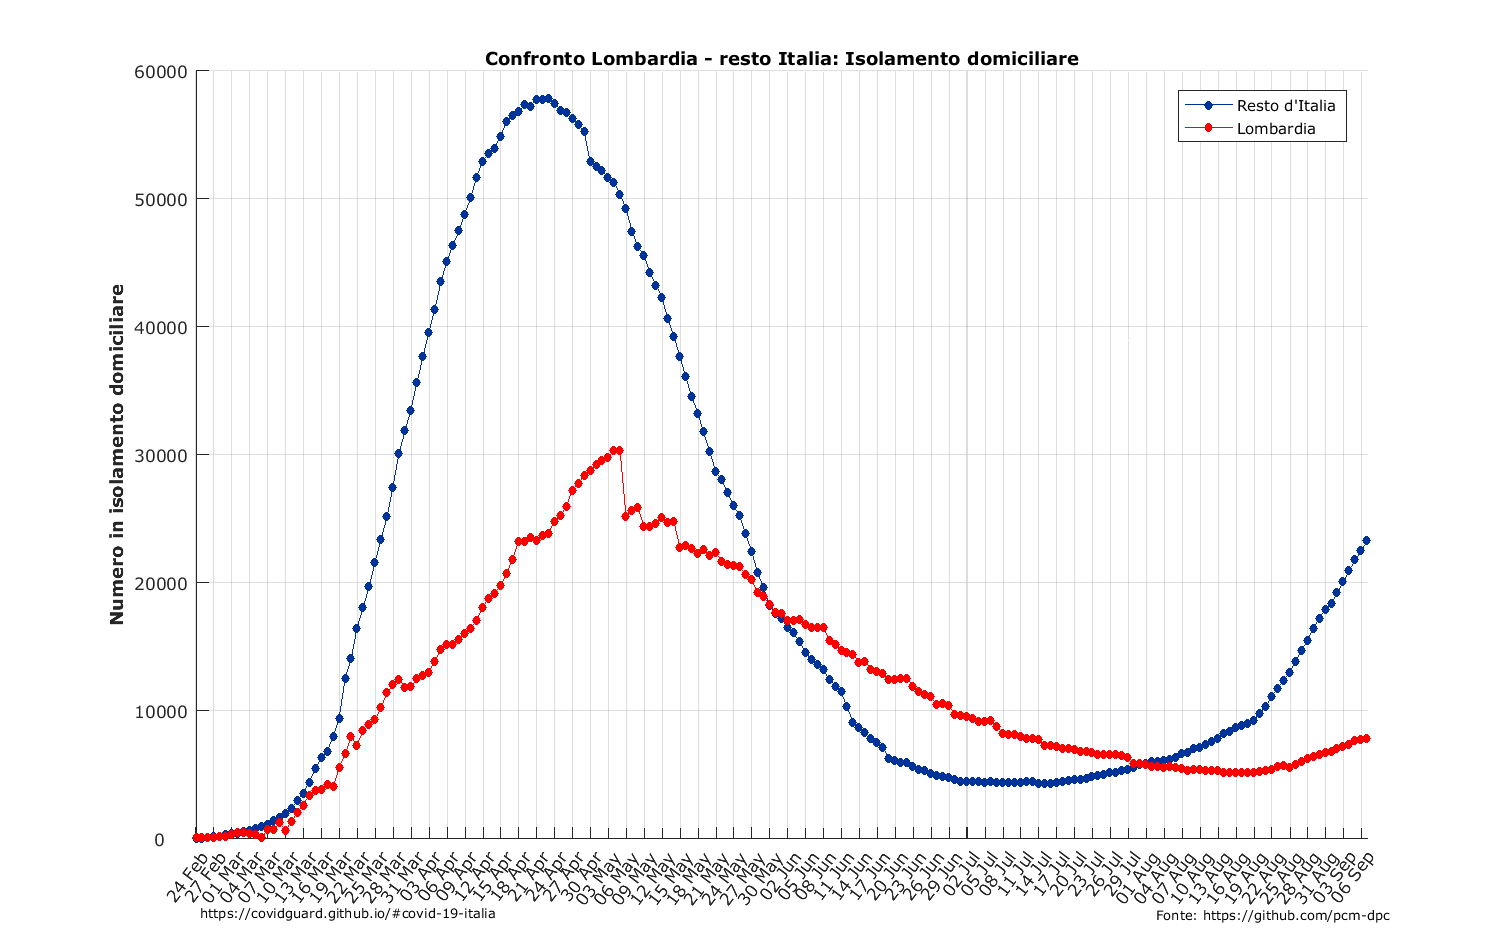 Confronto Lombardia - resto Italia: Isolamento domiciliare
Resto d'Italia
Lombardia
Numero in isolamento domiciliare
60000
50000
40000
30000
20000
10000
0
24 Feb
27 Feb
01 Mar
04 Mar
07 Mar
10 Mar
13 Mar
16 Mar
19 Mar
22 Mar
25 Mar
28 Mar
31 Mar
03 Apr
06 Apr
09 Apr
12 Apr
15 Apr
18 Apr
21 Apr
24 Apr
27 Apr
30 Apr
03 May
06 May
09 May
12 May
15 May
18 May
21 May
24 May
27 May
30 May
02 Jun
05 Jun
08 Jun
11 Jun
14 Jun
17 Jun
20 Jun
23 Jun
26 Jun
29 Jun
02 Jul
05 Jul
08 Jul
11 Jul
14 Jul
17 Jul
20 Jul
23 Jul
26 Jul
29 Jul
01 Aug
04 Aug
07 Aug
10 Aug
13 Aug
16 Aug
19 Aug
22 Aug
25 Aug
28 Aug
31 Aug
03 Sep
06 Sep
https://covidguard.github.io/#covid-19-italia
Fonte: https://github.com/pcm-dpc